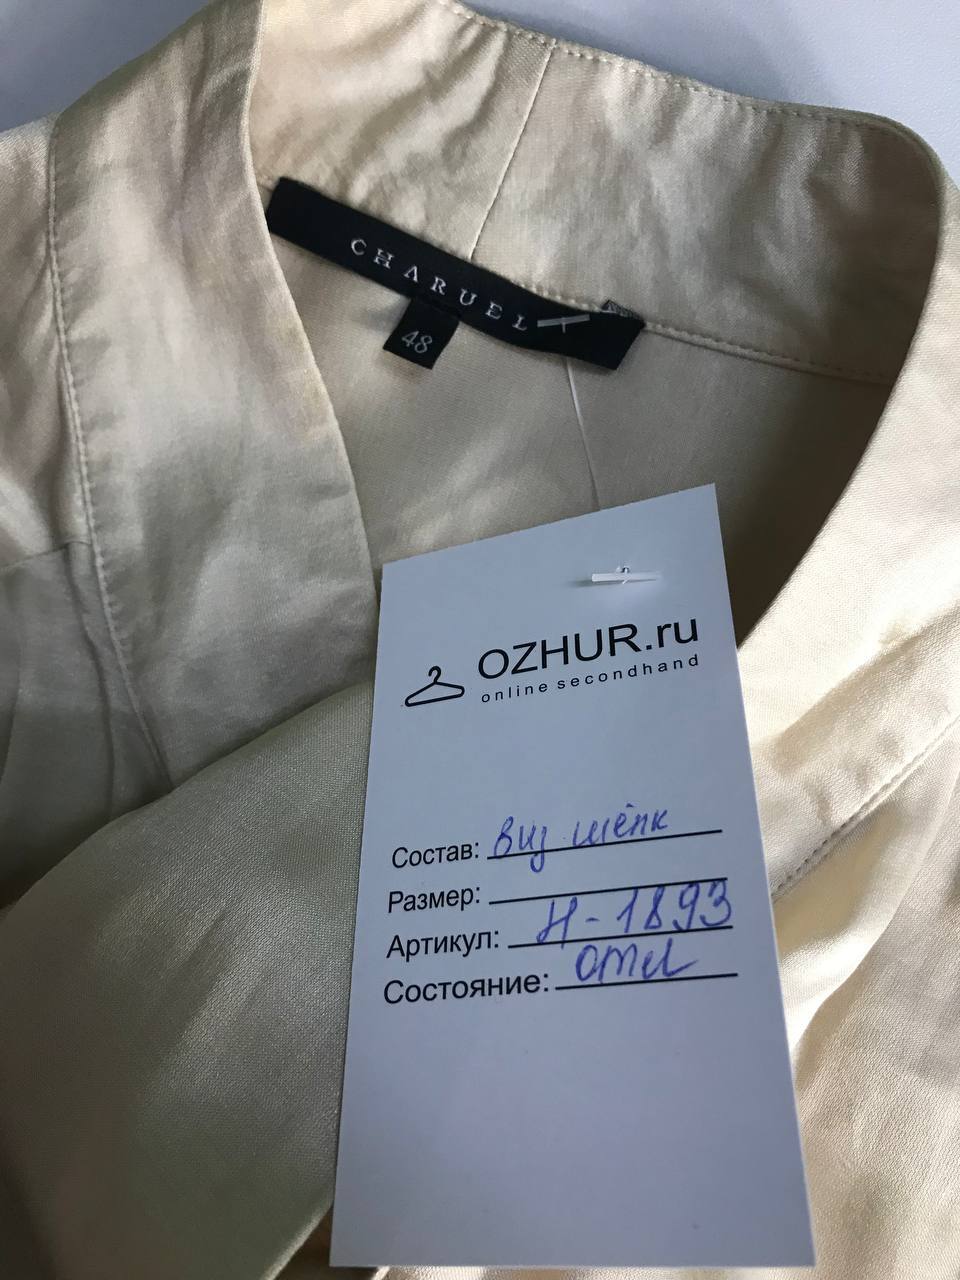 CHARUEL
48
OZHUR.ru
online secondhand
Состав: виз шёлк
Размер:
Артикул: Н-1893
Состояние: отл